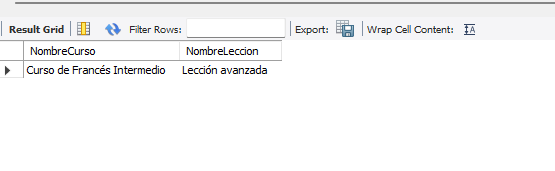 Result Grid Filter Rows: Export: Wrap Cell Content:
NombreCurso NombreLeccion
Curso de Francés Intermedio Lección avanzada